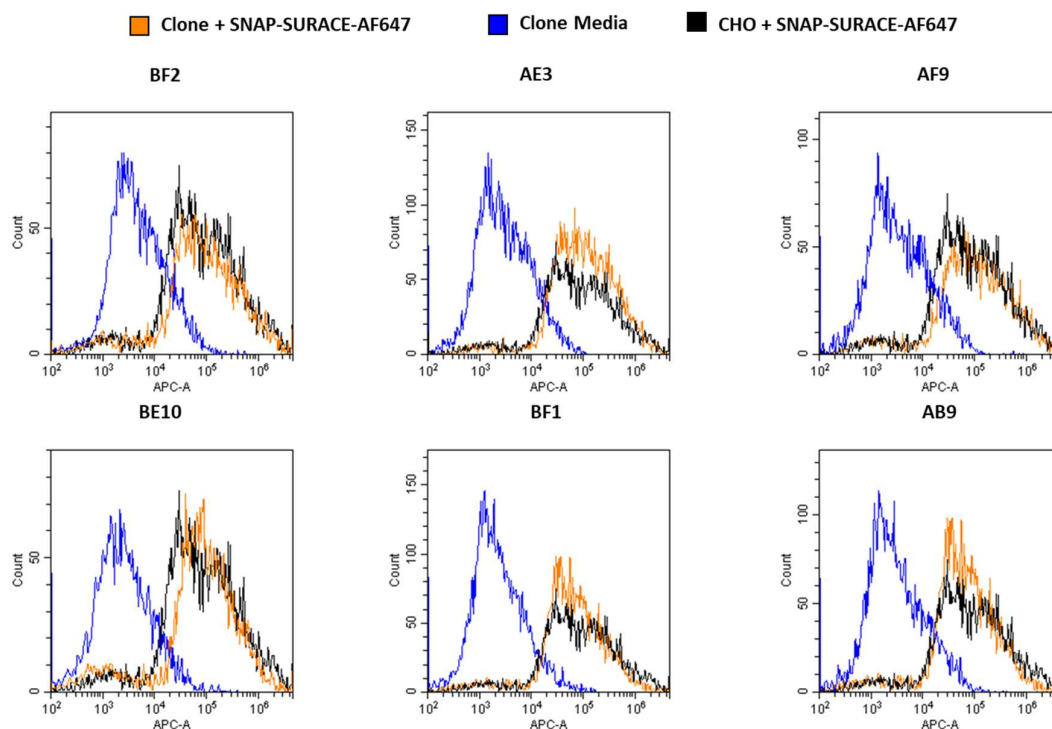 Clone + SNAP-SURACE-AF647 Clone Media CHO + SNAP-SURACE-AF647
BF2 AE3 AF9
Count
50
0
10² 10³ 10⁴ 10⁵ 10⁶
APC-A
Count
150
100
50
0
10² 10³ 10⁴ 10⁵ 10⁶
APC-A
Count
100
50
0
10² 10³ 10⁴ 10⁵ 10⁶
APC-A
BE10 BF1 AB9
Count
50
0
10² 10³ 10⁴ 10⁵ 10⁶
APC-A
Count
150
100
50
0
10² 10³ 10⁴ 10⁵ 10⁶
APC-A
Count
100
50
0
10² 10³ 10⁴ 10⁵ 10⁶
APC-A